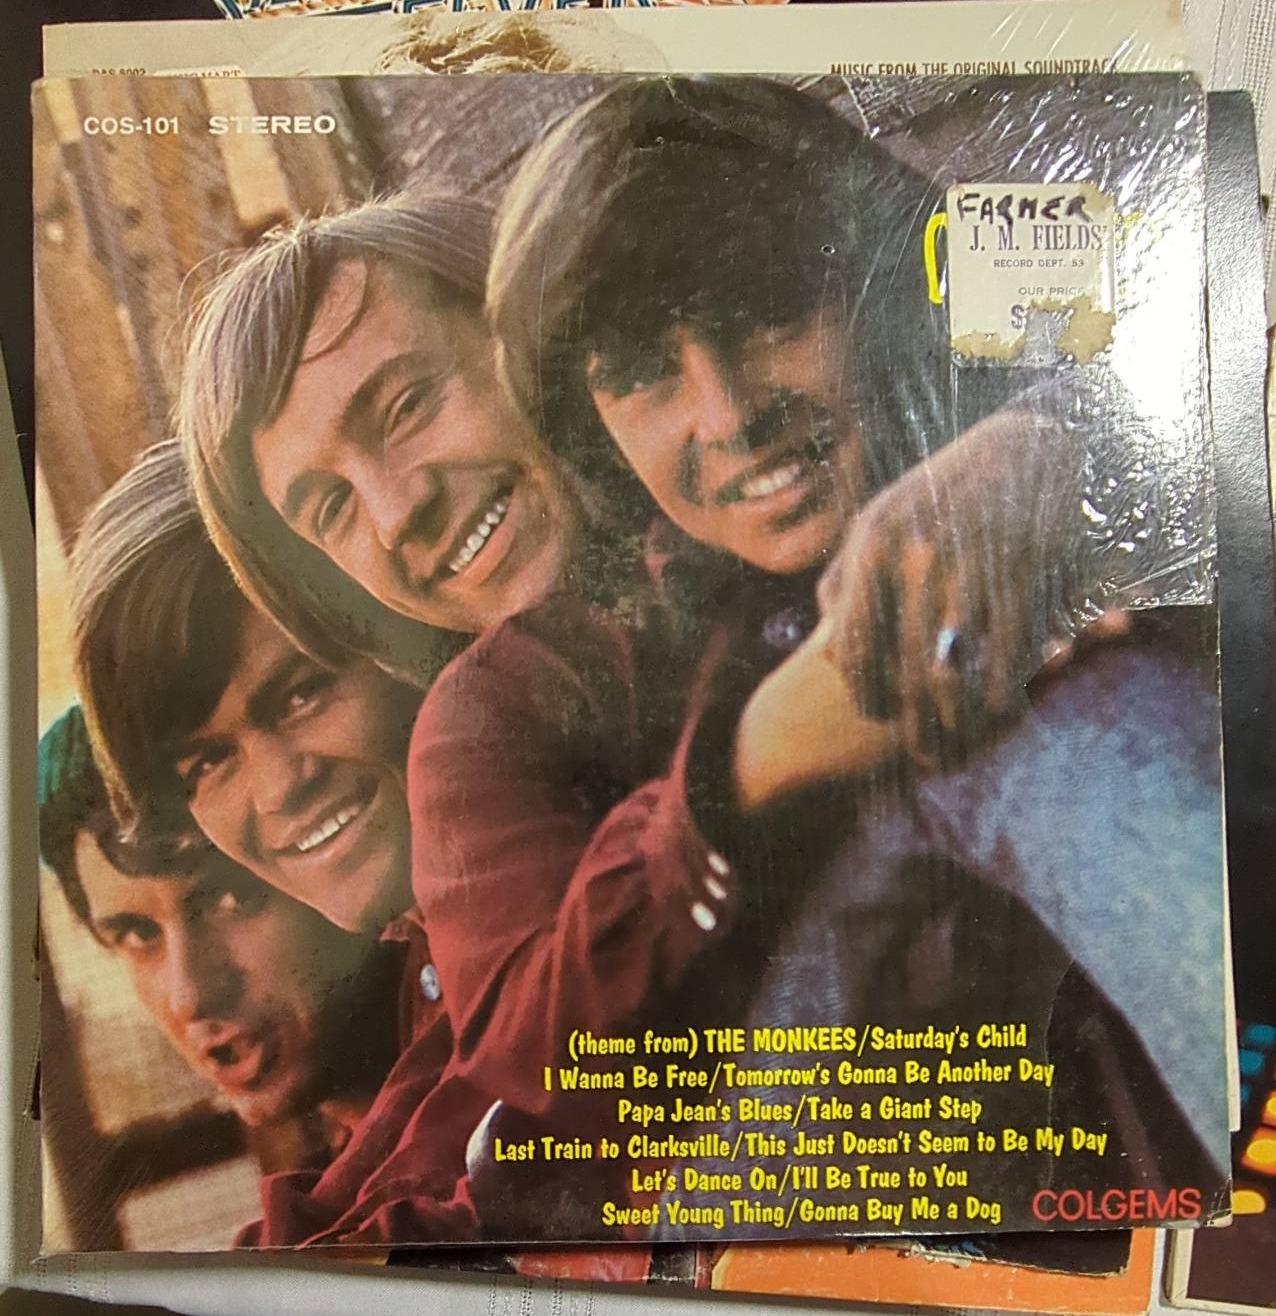 MUSIC FROM THE ORIGINAL SOUNDTRACK
COS-101 STEREO
FARMER
J. M. FIELDS
RECORD DEPT. 53
OUR PRICE
(theme from) THE MONKEES/Saturday's Child
I Wanna Be Free/Tomorrow's Gonna Be Another Day
Papa Jean's Blues/Take a Giant Step
Last Train to Clarksville/This Just Doesn't Seem to Be My Day
Let's Dance On/I'll Be True to You
Sweet Young Thing/Gonna Buy Me a Dog
COLGEMS